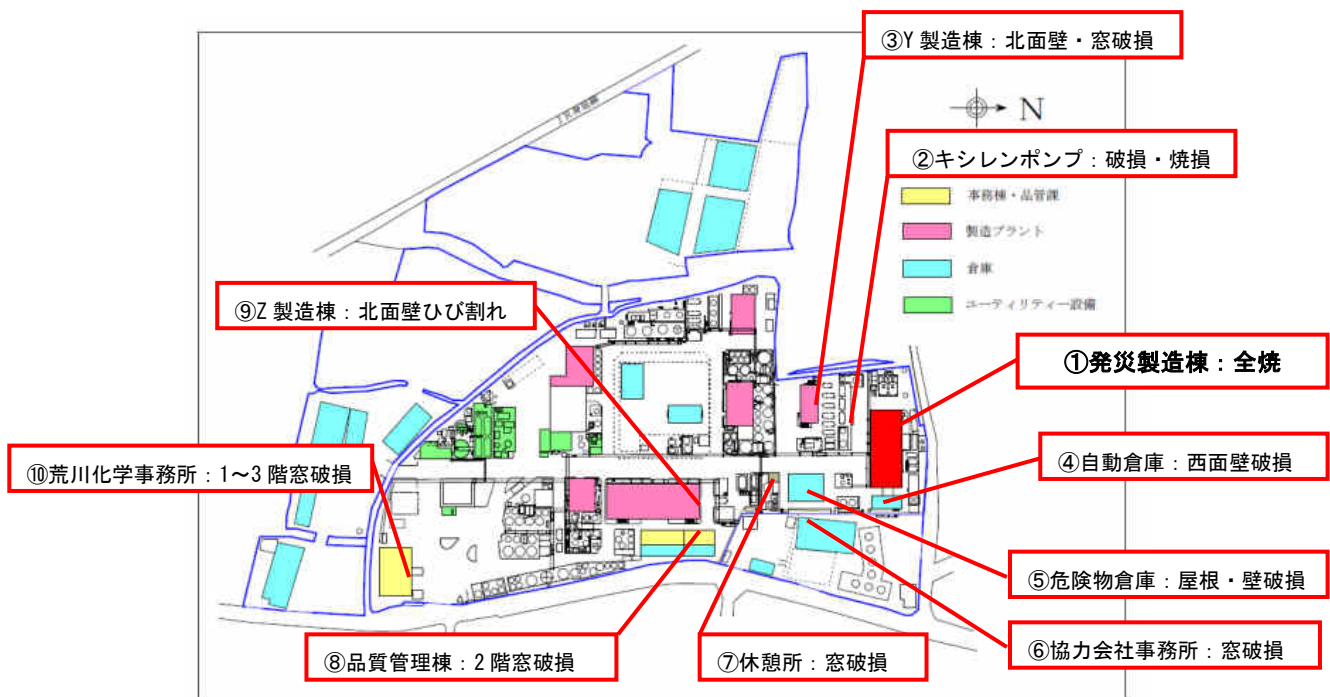 ③Y 製造棟：北面壁・窓破損
N
②キシレンポンプ：破損・焼損
事務棟・品管課
製造プラント
倉庫
ユーティリティー設備
⑨Z 製造棟：北面壁ひび割れ
①発災製造棟：全焼
⑩荒川化学事務所：1～3 階窓破損
④自動倉庫：西面壁破損
⑤危険物倉庫：屋根・壁破損
⑥協力会社事務所：窓破損
⑧品質管理棟：2 階窓破損
⑦休憩所：窓破損